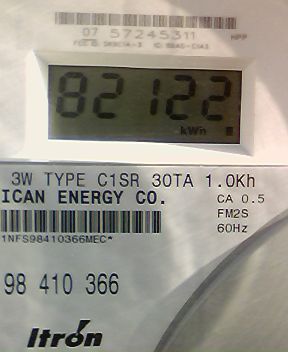 07 57245311
82122
kWh
3W TYPE C1SR 30TA 1.0Kh
ICAN ENERGY CO.
CA 0.5
FM2S
60Hz
1NFS98410366MEC*
98 410 366
Itron